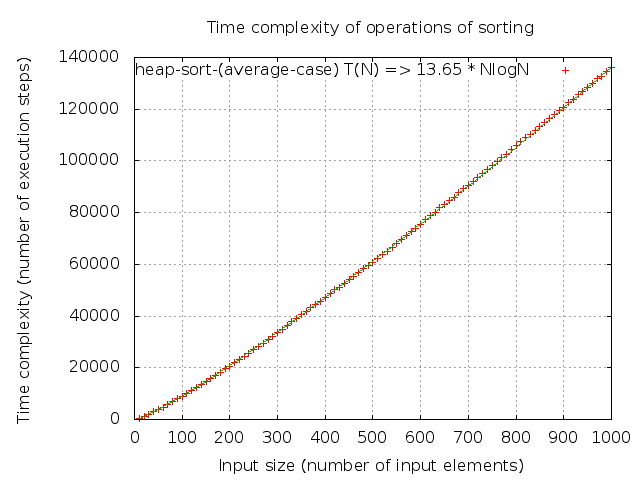 Time complexity of operations of sorting
Time complexity (number of execution steps)
140000
120000
100000
80000
60000
40000
20000
0
heap-sort-(average-case) T(N) => 13.65 * NlogN
0 100 200 300 400 500 600 700 800 900 1000
Input size (number of input elements)